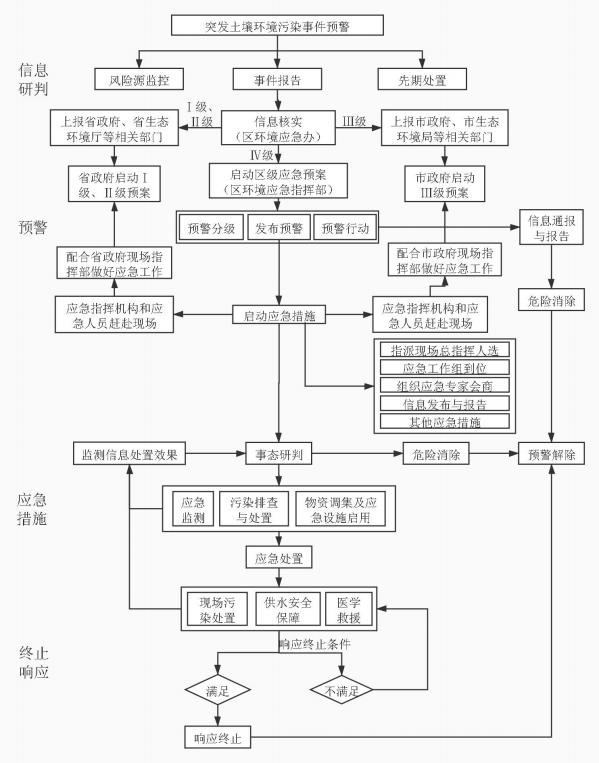 突发土壤环境污染事件预警
信息
研判
风险源监控
事件报告
先期处置
Ⅰ级、
Ⅱ级
上报省政府、省生态
环境厅等相关部门
信息核实
（区环境应急办）
Ⅲ级
上报市政府、市生态
环境局等相关部门
Ⅳ级
省政府启动Ⅰ
级、Ⅱ级预案
启动区级应急预案
（区环境应急指挥部）
市政府启动
Ⅲ级预案
预警
预警分级
发布预警
预警行动
信息通报
与报告
配合省政府现场指
挥部做好应急工作
配合市政府现场指
挥部做好应急工作
危险消除
应急指挥机构和应
急人员赶赴现场
启动应急措施
应急指挥机构和应
急人员赶赴现场
指派现场总指挥人选
应急工作组到位
组织应急专家会商
信息发布与报告
其他应急措施
监测信息处置效果
事态研判
危险消除
预警解除
应急
措施
应急
监测
污染排查
与处置
物资调集及应
急设施启用
应急处置
现场污
染处置
供水安全
保障
医学
救援
终止
响应
响应终止条件
满足
不满足
响应终止